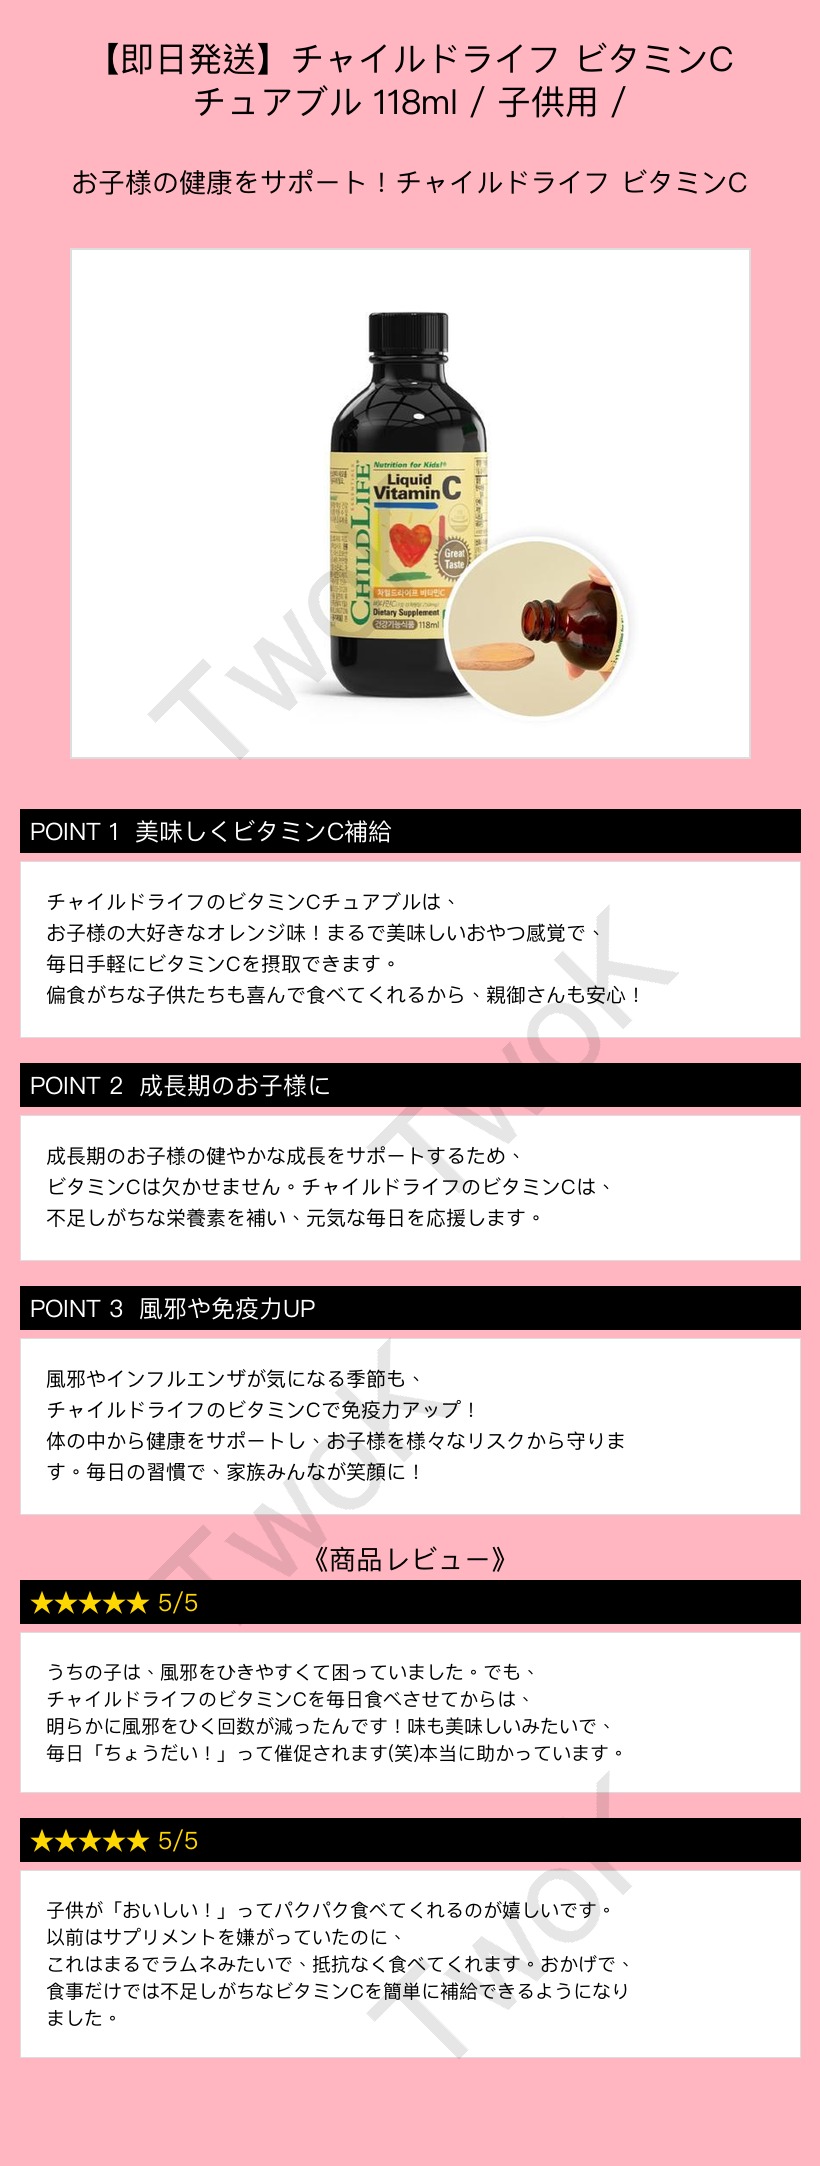 【即日発送】チャイルドライフ ビタミンC
チュアブル 118ml / 子供用 /
お子様の健康をサポート！チャイルドライフ ビタミンC
Nutrition for Kids!®
Liquid
Vitamin C
CHILDLIFE
ESSENTIALS
Great
Taste
차일드라이프 비타민C
Dietary Supplement
건강기능식품 118ml
TwoK
POINT 1 美味しくビタミンC補給
チャイルドライフのビタミンCチュアブルは、
お子様の大好きなオレンジ味！まるで美味しいおやつ感覚で、
毎日手軽にビタミンCを摂取できます。
偏食がちな子供たちも喜んで食べてくれるから、親御さんも安心！
TwoK
POINT 2 成長期のお子様に
成長期のお子様の健やかな成長をサポートするため、
ビタミンCは欠かせません。チャイルドライフのビタミンCは、
不足しがちな栄養素を補い、元気な毎日を応援します。
POINT 3 風邪や免疫力UP
風邪やインフルエンザが気になる季節も、
チャイルドライフのビタミンCで免疫力アップ！
体の中から健康をサポートし、お子様を様々なリスクから守りま
す。毎日の習慣で、家族みんなが笑顔に！
TwoK
《商品レビュー》
★★★★★ 5/5
うちの子は、風邪をひきやすくて困っていました。でも、
チャイルドライフのビタミンCを毎日食べさせてからは、
明らかに風邪をひく回数が減ったんです！味も美味しいみたいで、
毎日「ちょうだい！」って催促されます(笑)本当に助かっています。
★★★★★ 5/5
子供が「おいしい！」ってパクパク食べてくれるのが嬉しいです。
以前はサプリメントを嫌がっていたのに、
これはまるでラムネみたいで、抵抗なく食べてくれます。おかげで、
食事だけでは不足しがちなビタミンCを簡単に補給できるようになり
ました。
TwoK